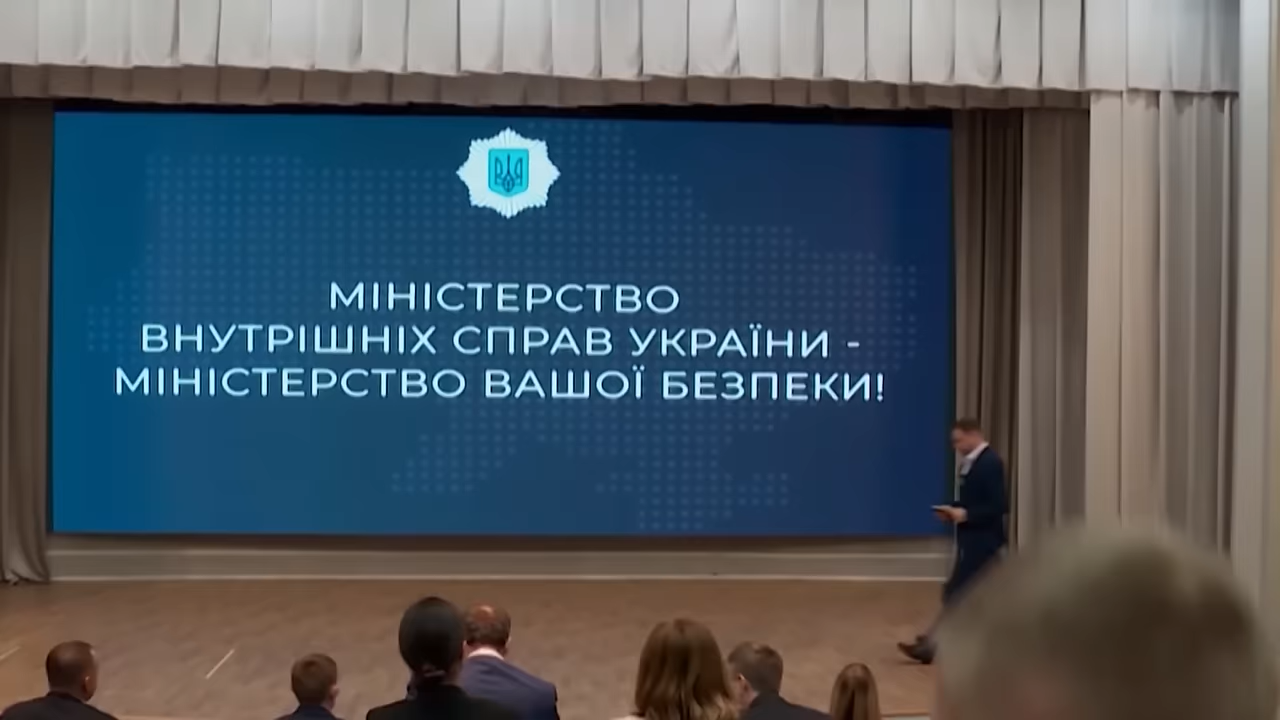 МІНІСТЕРСТВО
ВНУТРІШНІХ СПРАВ УКРАЇНИ -
МІНІСТЕРСТВО ВАШОЇ БЕЗПЕКИ!